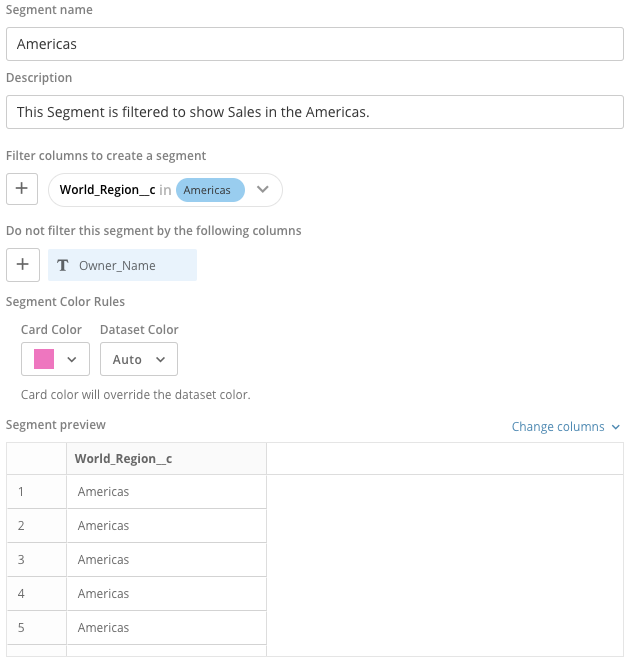 Segment name
Americas
Description
This Segment is filtered to show Sales in the Americas.
Filter columns to create a segment
+ World_Region__c in Americas
Do not filter this segment by the following columns
+ T Owner_Name
Segment Color Rules
Card Color Dataset Color
Auto
Card color will override the dataset color.
Segment preview Change columns
World_Region__c
1 Americas
2 Americas
3 Americas
4 Americas
5 Americas